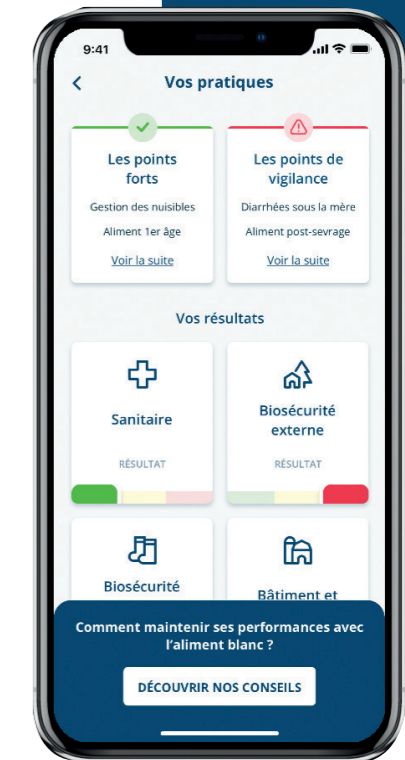 9:41
Vos pratiques
Les points
forts
Gestion des nuisibles
Aliment 1er âge
Voir la suite
Les points de
vigilance
Diarrhées sous la mère
Aliment post-sevrage
Voir la suite
Vos résultats
Sanitaire
RÉSULTAT
Biosécurité
externe
RÉSULTAT
Biosécurité
Bâtiment et
Comment maintenir ses performances avec
l'aliment blanc ?
DÉCOUVRIR NOS CONSEILS